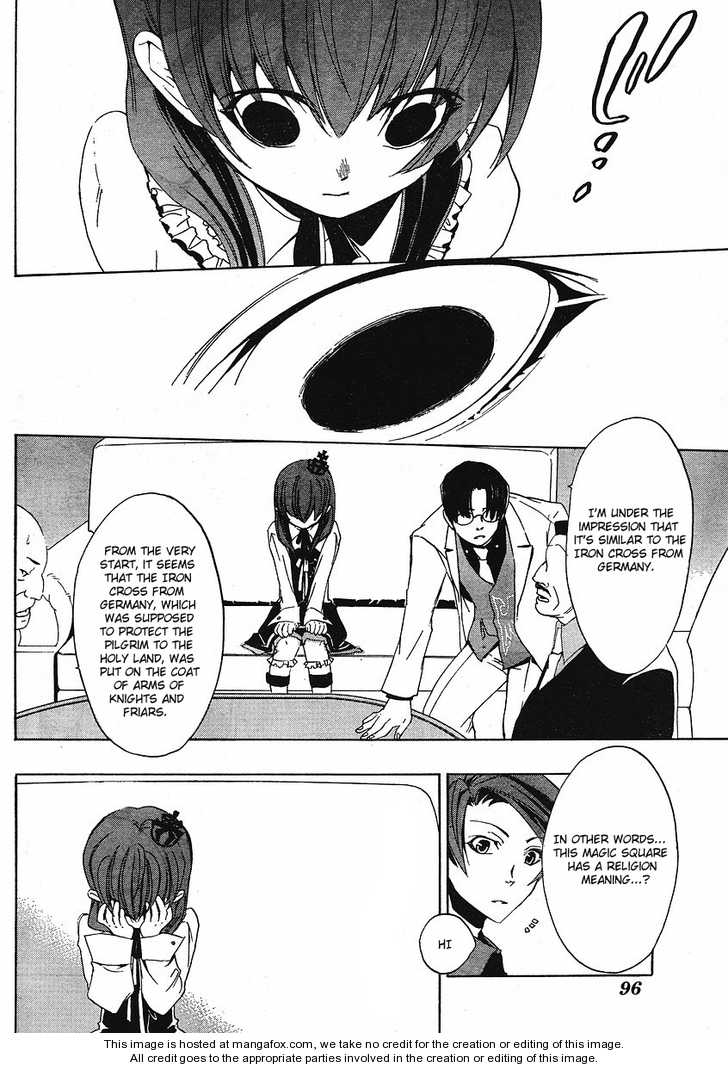 I'M UNDER THE
IMPRESSION THAT
IT'S SIMILAR TO THE
IRON CROSS FROM
GERMANY.
FROM THE VERY
START, IT SEEMS
THAT THE IRON
CROSS FROM
GERMANY, WHICH
WAS SUPPOSED
TO PROTECT THE
PILGRIM TO THE
HOLY LAND, WAS
PUT ON THE COAT
OF ARMS OF
KNIGHTS AND
FRIARS.
IN OTHER WORDS...
THIS MAGIC SQUARE
HAS A RELIGION
MEANING...?
HI
96
This image is hosted at mangafox.com, we take no credit for the creation or editing of this image.
All credit goes to the appropriate parties involved in the creation or editing of this image.